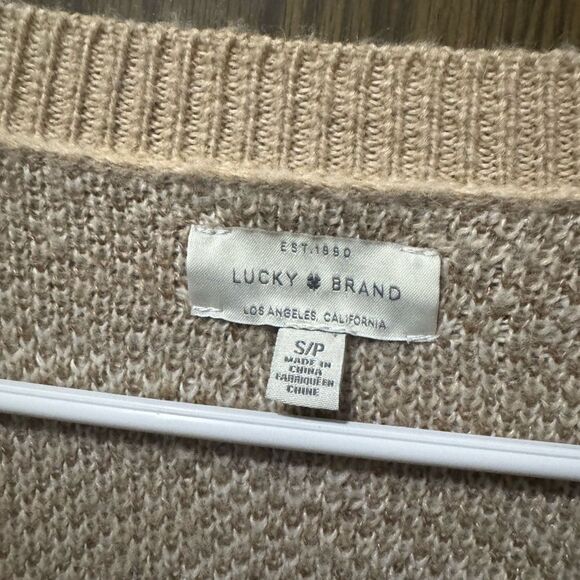 EST. 1990
LUCKY BRAND
LOS ANGELES, CALIFORNIA
S/P
MADE IN
CHINA
FABRIQUÉ EN
CHINE